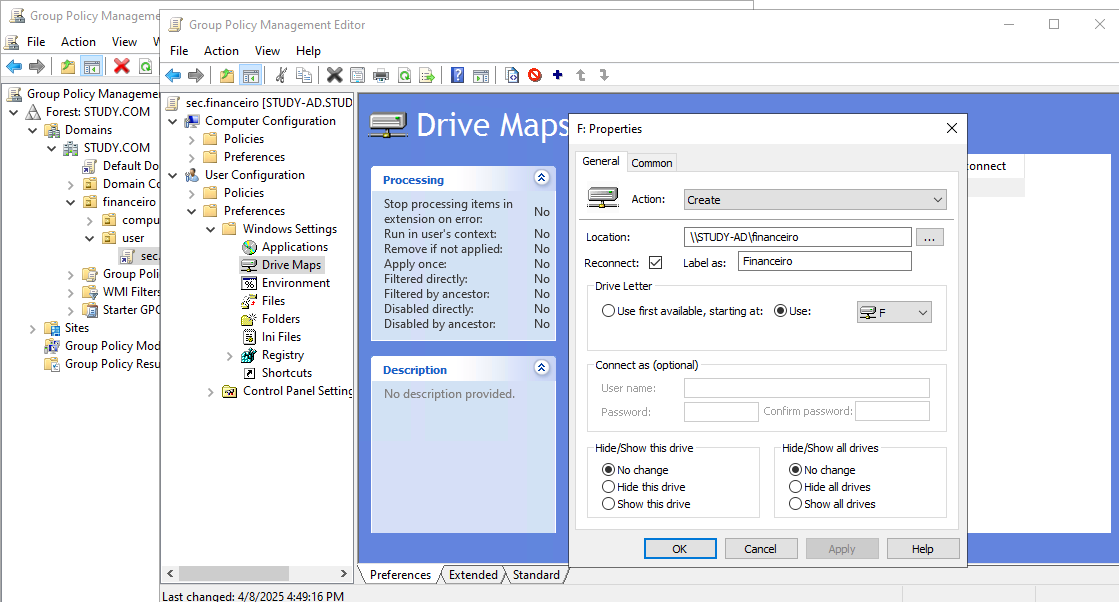 Group Policy Manageme
File Action View W
Group Policy Manageme
Forest: STUDY.COM
Domains
STUDY.COM
Default Do
Domain Co
financeiro
compu
user
sec.
Group Poli
WMI Filters
Starter GPO
Sites
Group Policy Mod
Group Policy Resu
Group Policy Management Editor
File Action View Help
sec.financeiro [STUDY-AD.STUD
Computer Configuration
Policies
Preferences
User Configuration
Policies
Preferences
Windows Settings
Applications
Drive Maps
Environment
Files
Folders
Ini Files
Registry
Shortcuts
Control Panel Setting
Drive Maps
Processing
Stop processing items in
extension on error: No
Run in user's context: No
Remove if not applied: No
Apply once: No
Filtered directly: No
Filtered by ancestor: No
Disabled directly: No
Disabled by ancestor: No
Description
No description provided.
connect
F: Properties
General Common
Action: Create
Location: \\STUDY-AD\financeiro ...
Reconnect: Label as: Financeiro
Drive Letter
Use first available, starting at: Use: F
Connect as (optional)
User name:
Password: Confirm password:
Hide/Show this drive Hide/Show all drives
No change No change
Hide this drive Hide all drives
Show this drive Show all drives
OK Cancel Apply Help
Preferences Extended Standard
Last changed: 4/8/2025 4:49:16 PM